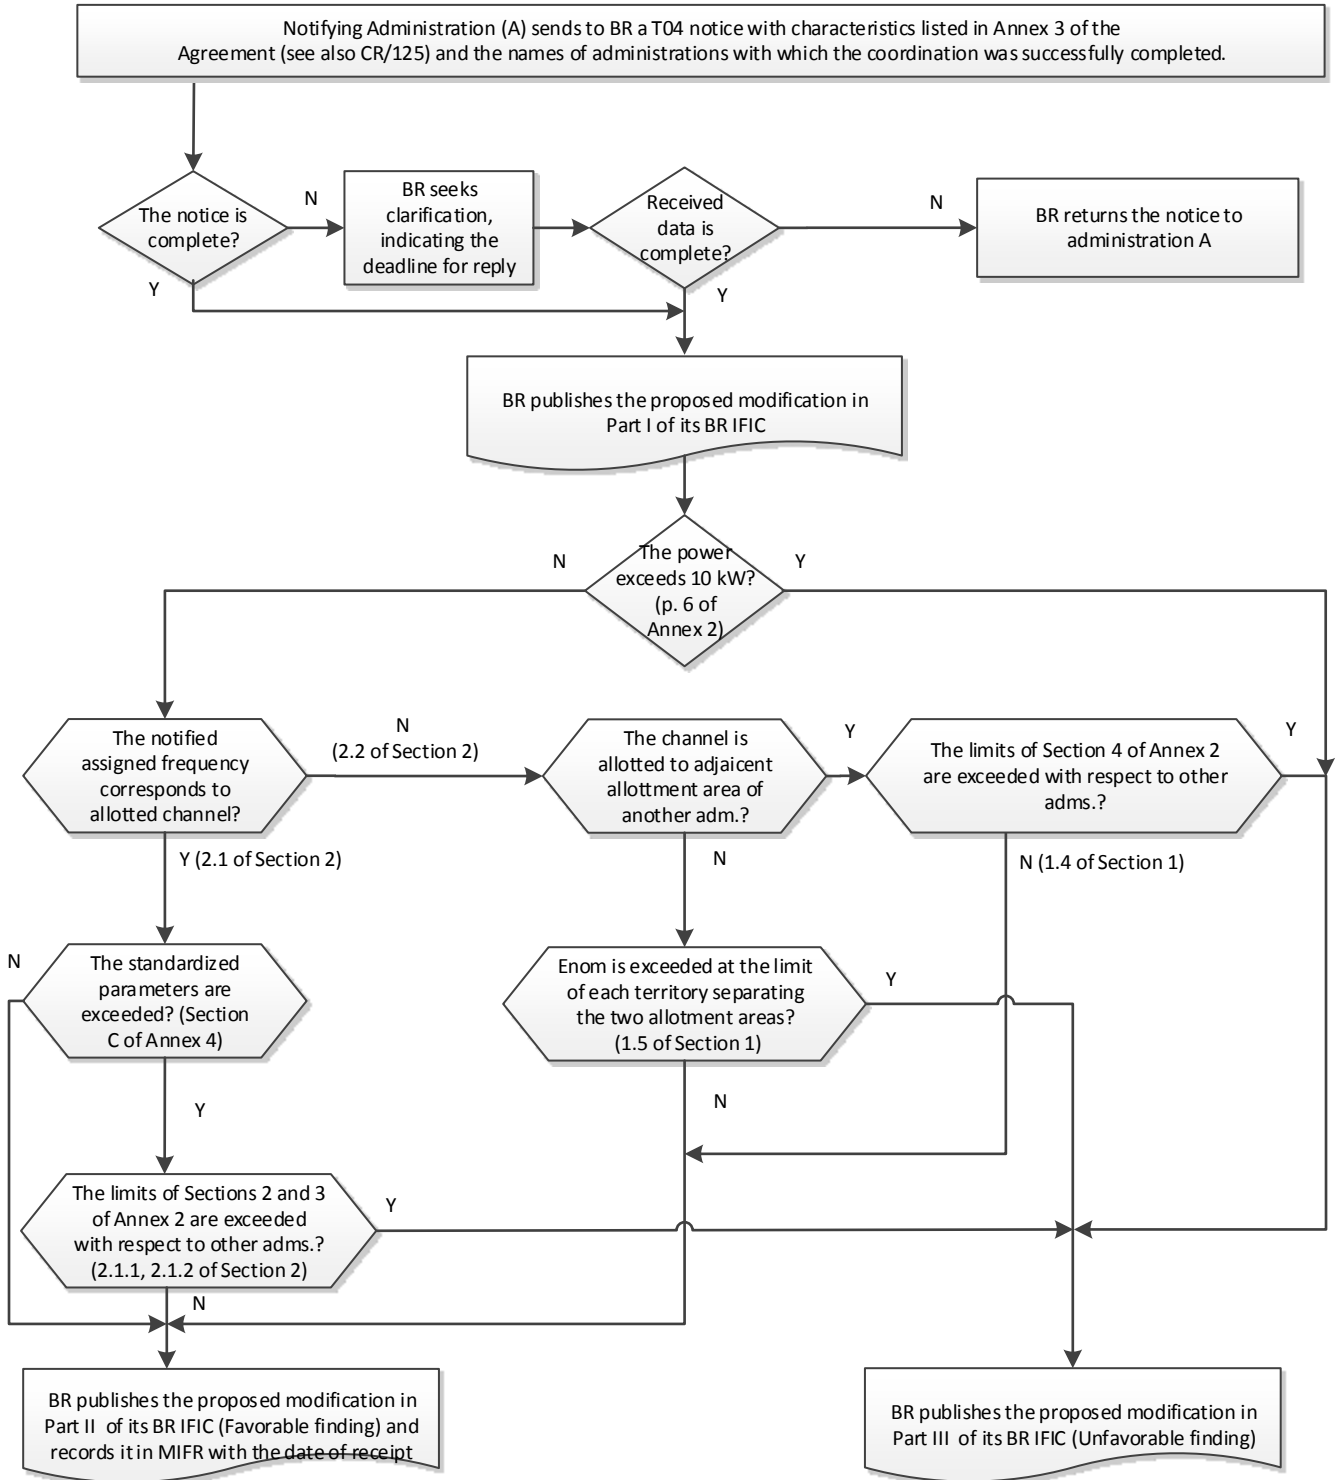 Notifying Administration (A) sends to BR a T04 notice with characteristics listed in Annex 3 of the
Agreement (see also CR/125) and the names of administrations with which the coordination was successfully completed.
The notice is
complete?
N
BR seeks
clarification,
indicating the
deadline for reply
Received
data is
complete?
N
BR returns the notice to
administration A
Y
Y
BR publishes the proposed modification in
Part I of its BR IFIC
N
The power
exceeds 10 kW?
(p. 6 of
Annex 2)
Y
The notified
assigned frequency
corresponds to
allotted channel?
N
(2.2 of Section 2)
The channel is
allotted to adjaicent
allottment area of
another adm.?
Y
The limits of Section 4 of Annex 2
are exceeded with respect to other
adms.?
Y
Y (2.1 of Section 2)
N
N (1.4 of Section 1)
N
The standardized
parameters are
exceeded? (Section
C of Annex 4)
Enom is exceeded at the limit
of each territory separating
the two allotment areas?
(1.5 of Section 1)
Y
Y
N
The limits of Sections 2 and 3
of Annex 2 are exceeded
with respect to other adms.?
(2.1.1, 2.1.2 of Section 2)
Y
N
BR publishes the proposed modification in
Part II of its BR IFIC (Favorable finding) and
records it in MIFR with the date of receipt
BR publishes the proposed modification in
Part III of its BR IFIC (Unfavorable finding)